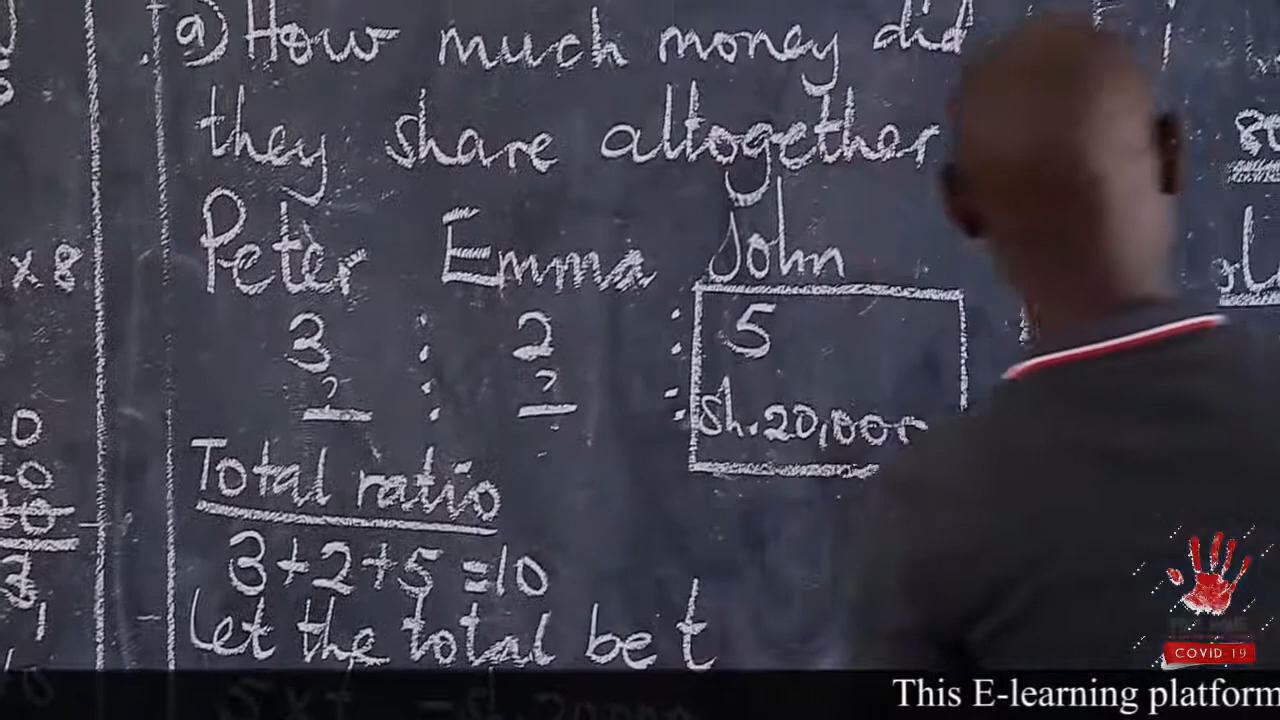 a) How much money did
they share altogether
Peter Emma John
3 : 2 : 5
? : ? : Sh.20,000
Total ratio
3+2+5 =10
Let the total be t
x8
COVID-19
This E-learning platform